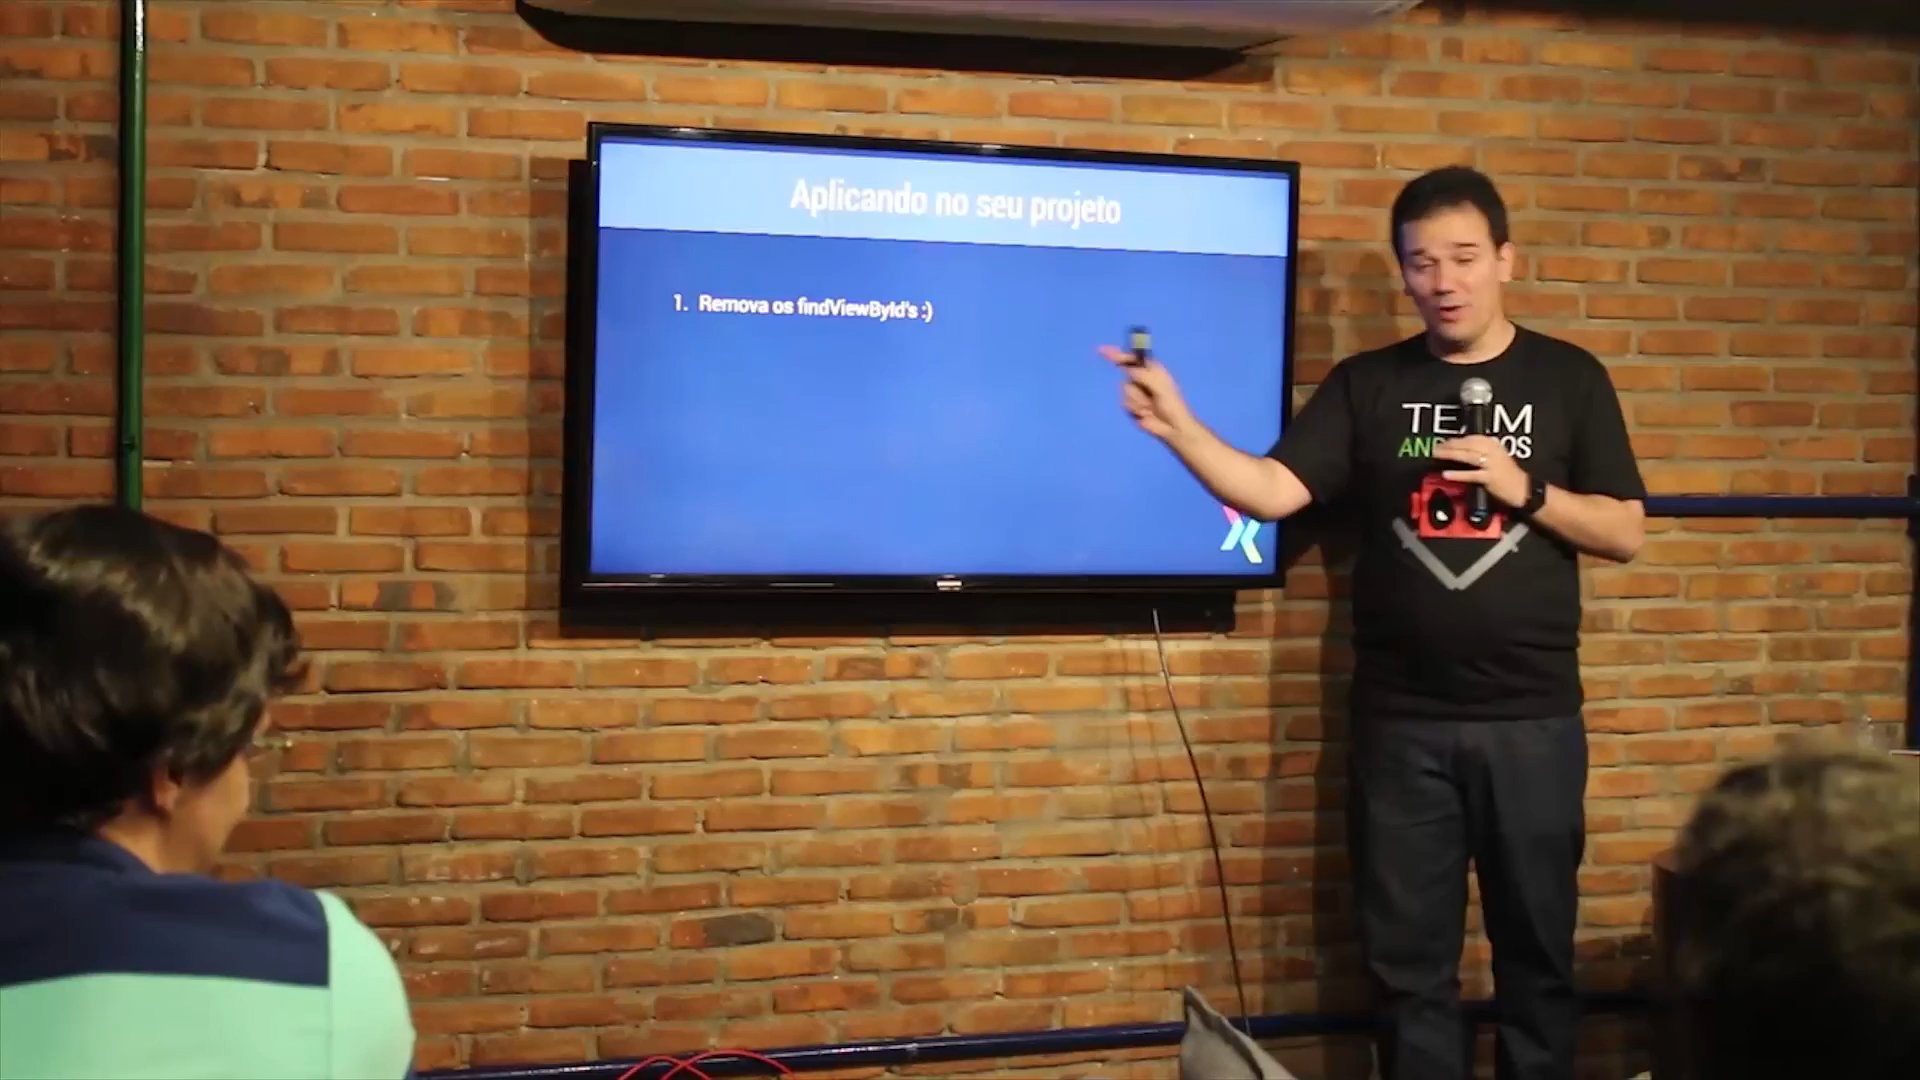 Aplicando no seu projeto
1. Remova os findViewById's :)
TEAM